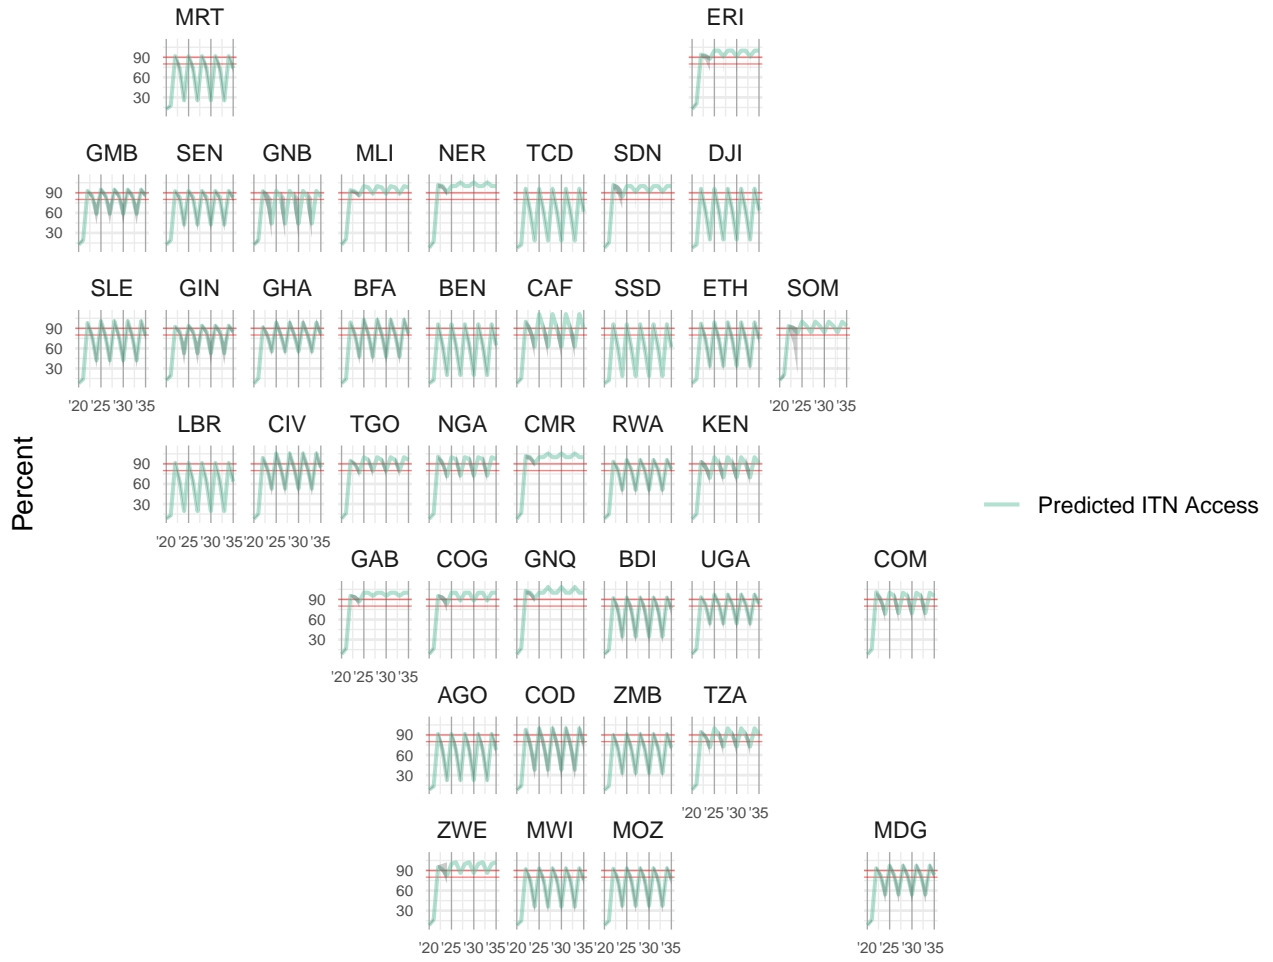 MRT ERI
90
60
30
GMB SEN GNB MLI NER TCD SDN DJI
90
60
30
SLE GIN GHA BFA BEN CAF SSD ETH SOM
90
60
30
'20 '25 '30 '35 '20 '25 '30 '35
LBR CIV TGO NGA CMR RWA KEN
90
60
30
'20 '25 '30 '35 '20 '25 '30 '35
Percent
Predicted ITN Access
GAB COG GNQ BDI UGA COM
90
60
30
'20 '25 '30 '35
AGO COD ZMB TZA
90
60
30
'20 '25 '30 '35
ZWE MWI MOZ MDG
90
60
30
'20 '25 '30 '35 '20 '25 '30 '35 '20 '25 '30 '35 '20 '25 '30 '35